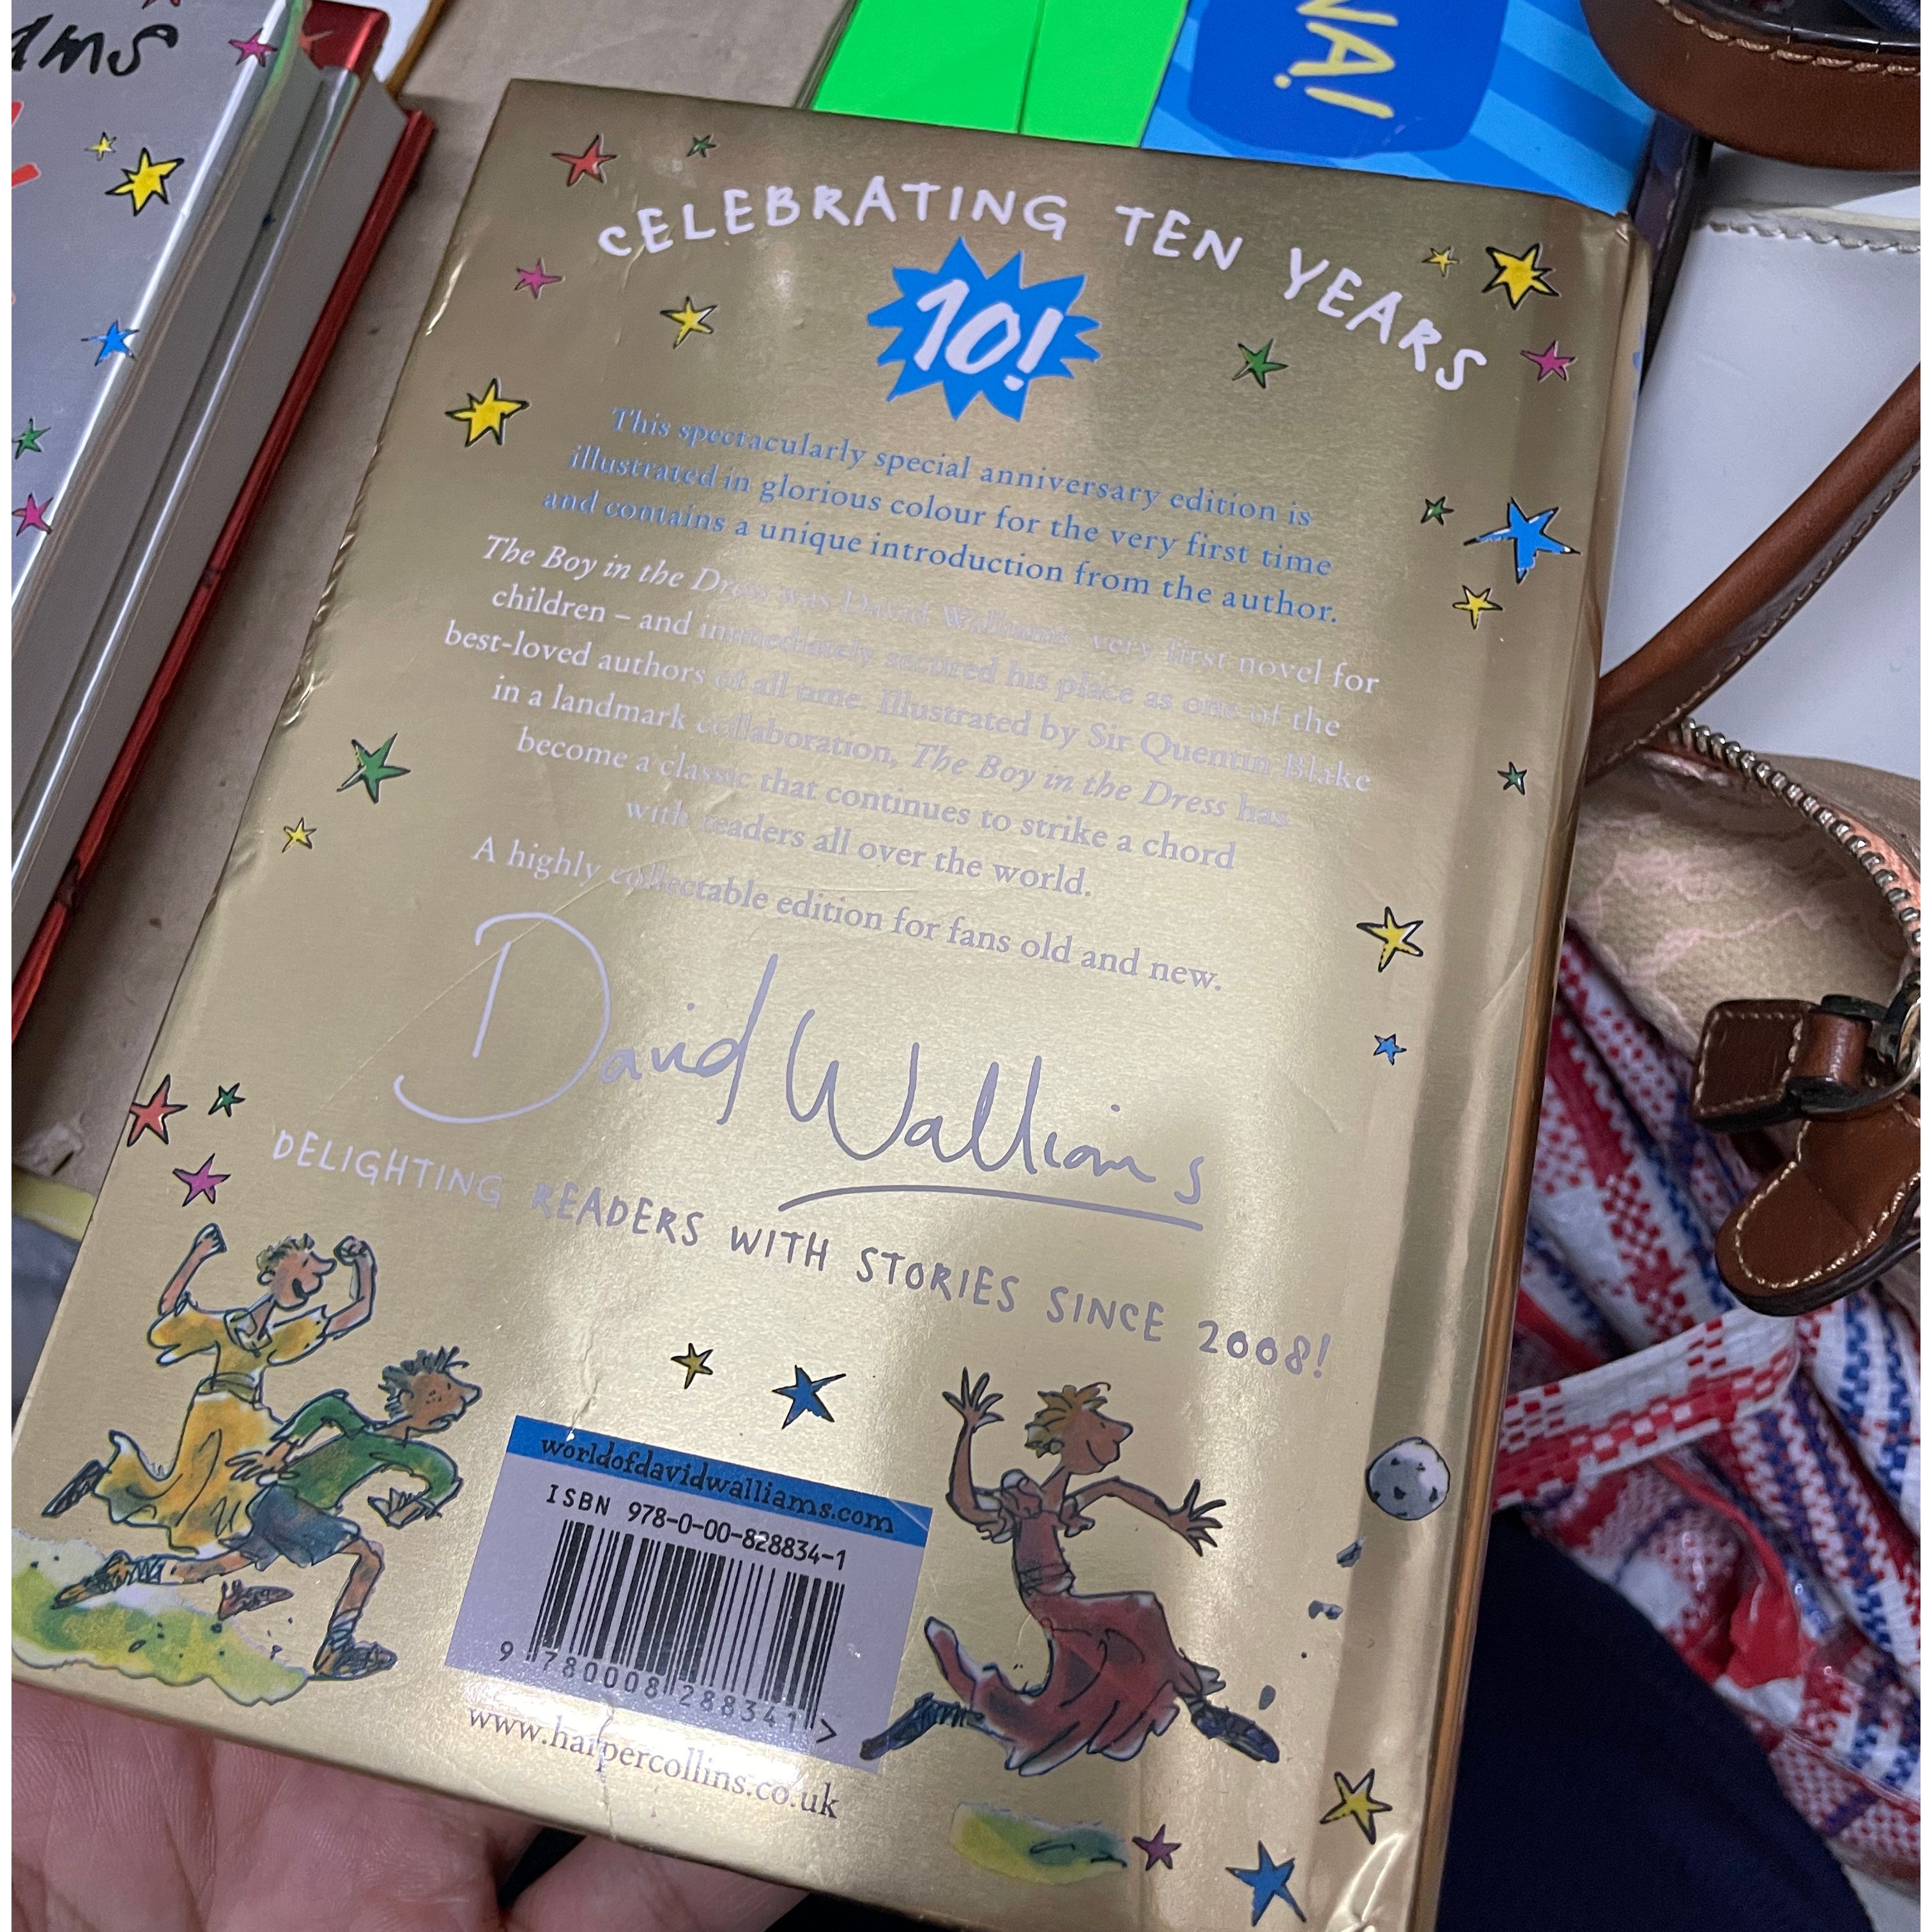 ams
NA!
CELEBRATING TEN YEARS
10!
This spectacularly special anniversary edition is
illustrated in glorious colour for the very first time
and contains a unique introduction from the author.
The Boy in the Dress was David Walliams' very first novel for
children – and immediately secured his place as one of the
best-loved authors of all time. Illustrated by Sir Quentin Blake
in a landmark collaboration, The Boy in the Dress has
become a classic that continues to strike a chord
with readers all over the world.
A highly collectable edition for fans old and new.
David Walliams
DELIGHTING READERS WITH STORIES SINCE 2008!
worldofdavidwalliams.com
ISBN 978-0-00-828834-1
9 780008 288341 >
www.harpercollins.co.uk